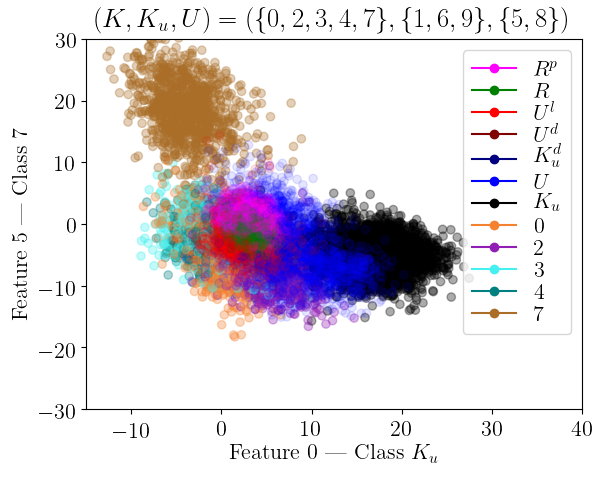 (K, K_u, U) = ({0, 2, 3, 4, 7}, {1, 6, 9}, {5, 8})
30
20
10
0
−10
−20
−30
Feature 5 — Class 7
R^p
R
U^l
U^d
K_u^d
U
K_u
0
2
3
4
7
−10
0
10
20
30
40
Feature 0 — Class K_u